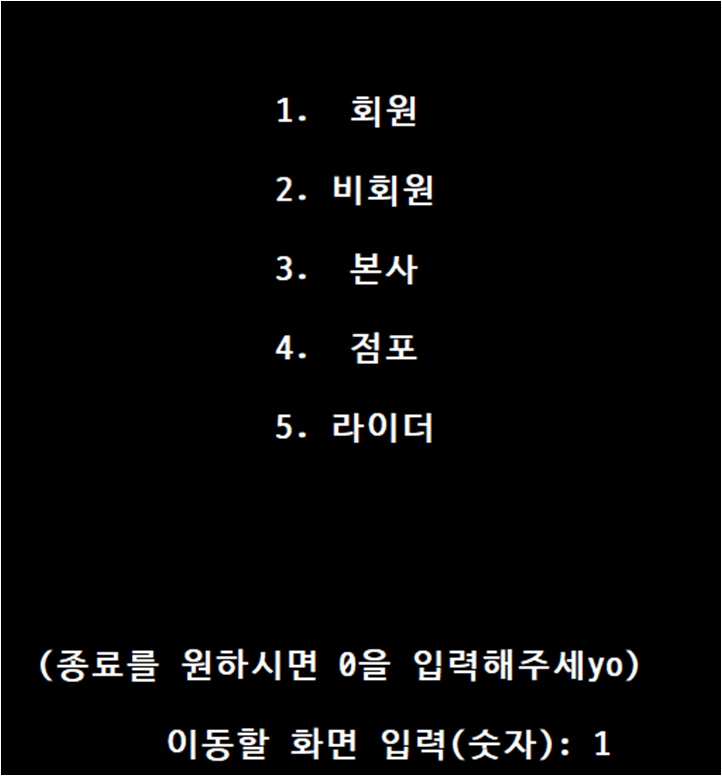 1. 회원
2. 비회원
3. 본사
4. 점포
5. 라이더
(종료를 원하시면 0을 입력해주세yo)
이동할 화면 입력(숫자): 1